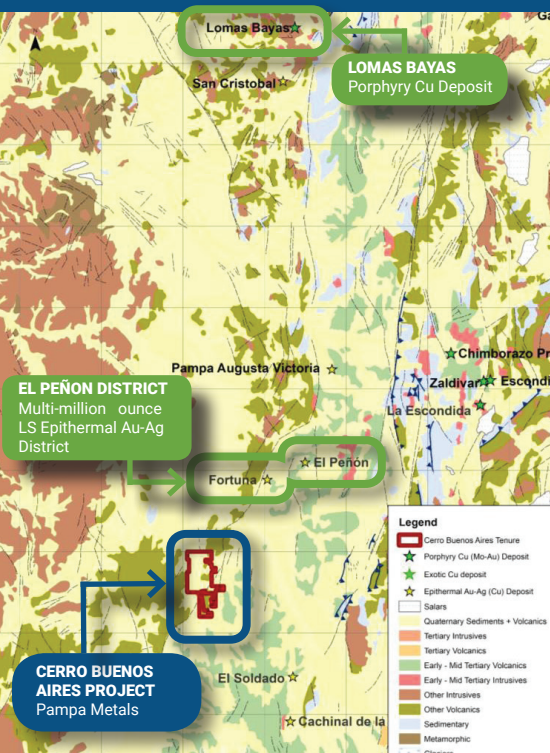 Ga
Lomas Bayas
LOMAS BAYAS
Porphyry Cu Deposit
San Cristobal
Pampa Augusta Victoria
Chimborazo Pr
Zaldivar
Escondi
La Escondida
EL PEÑON DISTRICT
Multi-million ounce
LS Epithermal Au-Ag
District
El Peñón
Fortuna
CERRO BUENOS
AIRES PROJECT
Pampa Metals
El Soldado
Cachinal de la
Legend
Cerro Buenos Aires Tenure
Porphyry Cu (Mo-Au) Deposit
Exotic Cu deposit
Epithermal Au-Ag (Cu) Deposit
Salars
Quaternary Sediments + Volcanics
Tertiary Intrusives
Tertiary Volcanics
Early - Mid Tertiary Volcanics
Early - Mid Tertiary Intrusives
Other Intrusives
Other Volcanics
Sedimentary
Metamorphic